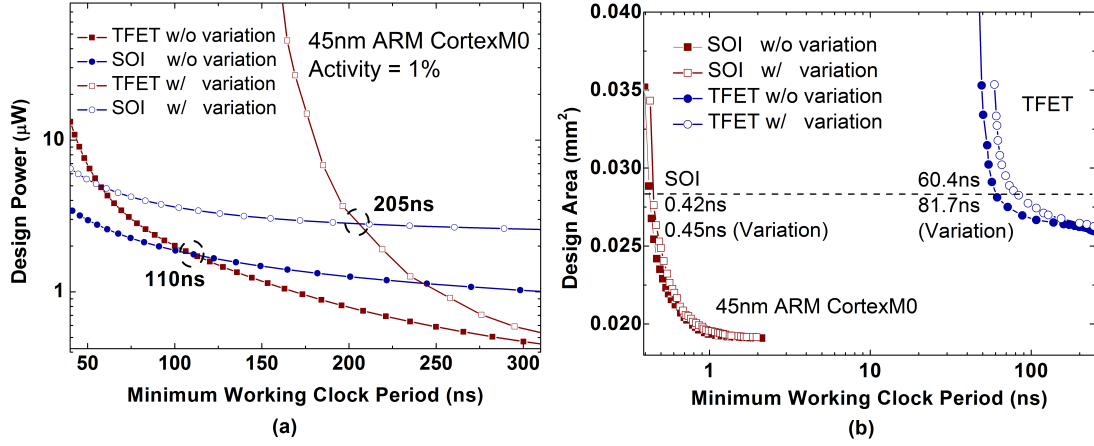 TFET w/o variation
SOI w/o variation
TFET w/ variation
SOI w/ variation
45nm ARM CortexM0
Activity = 1%
205ns
110ns
10
1
Design Power (µW)
50 100 150 200 250 300
Minimum Working Clock Period (ns)
(a)
SOI w/o variation
SOI w/ variation
TFET w/o variation
TFET w/ variation
TFET
SOI
0.42
0.45ns (Variation)
60.4ns
81.7ns
(Variation)
45nm ARM CortexM0
0.040
0.035
0.030
0.025
0.020
Design Area (mm²)
1 10 100
Minimum Working Clock Period (ns)
(b)